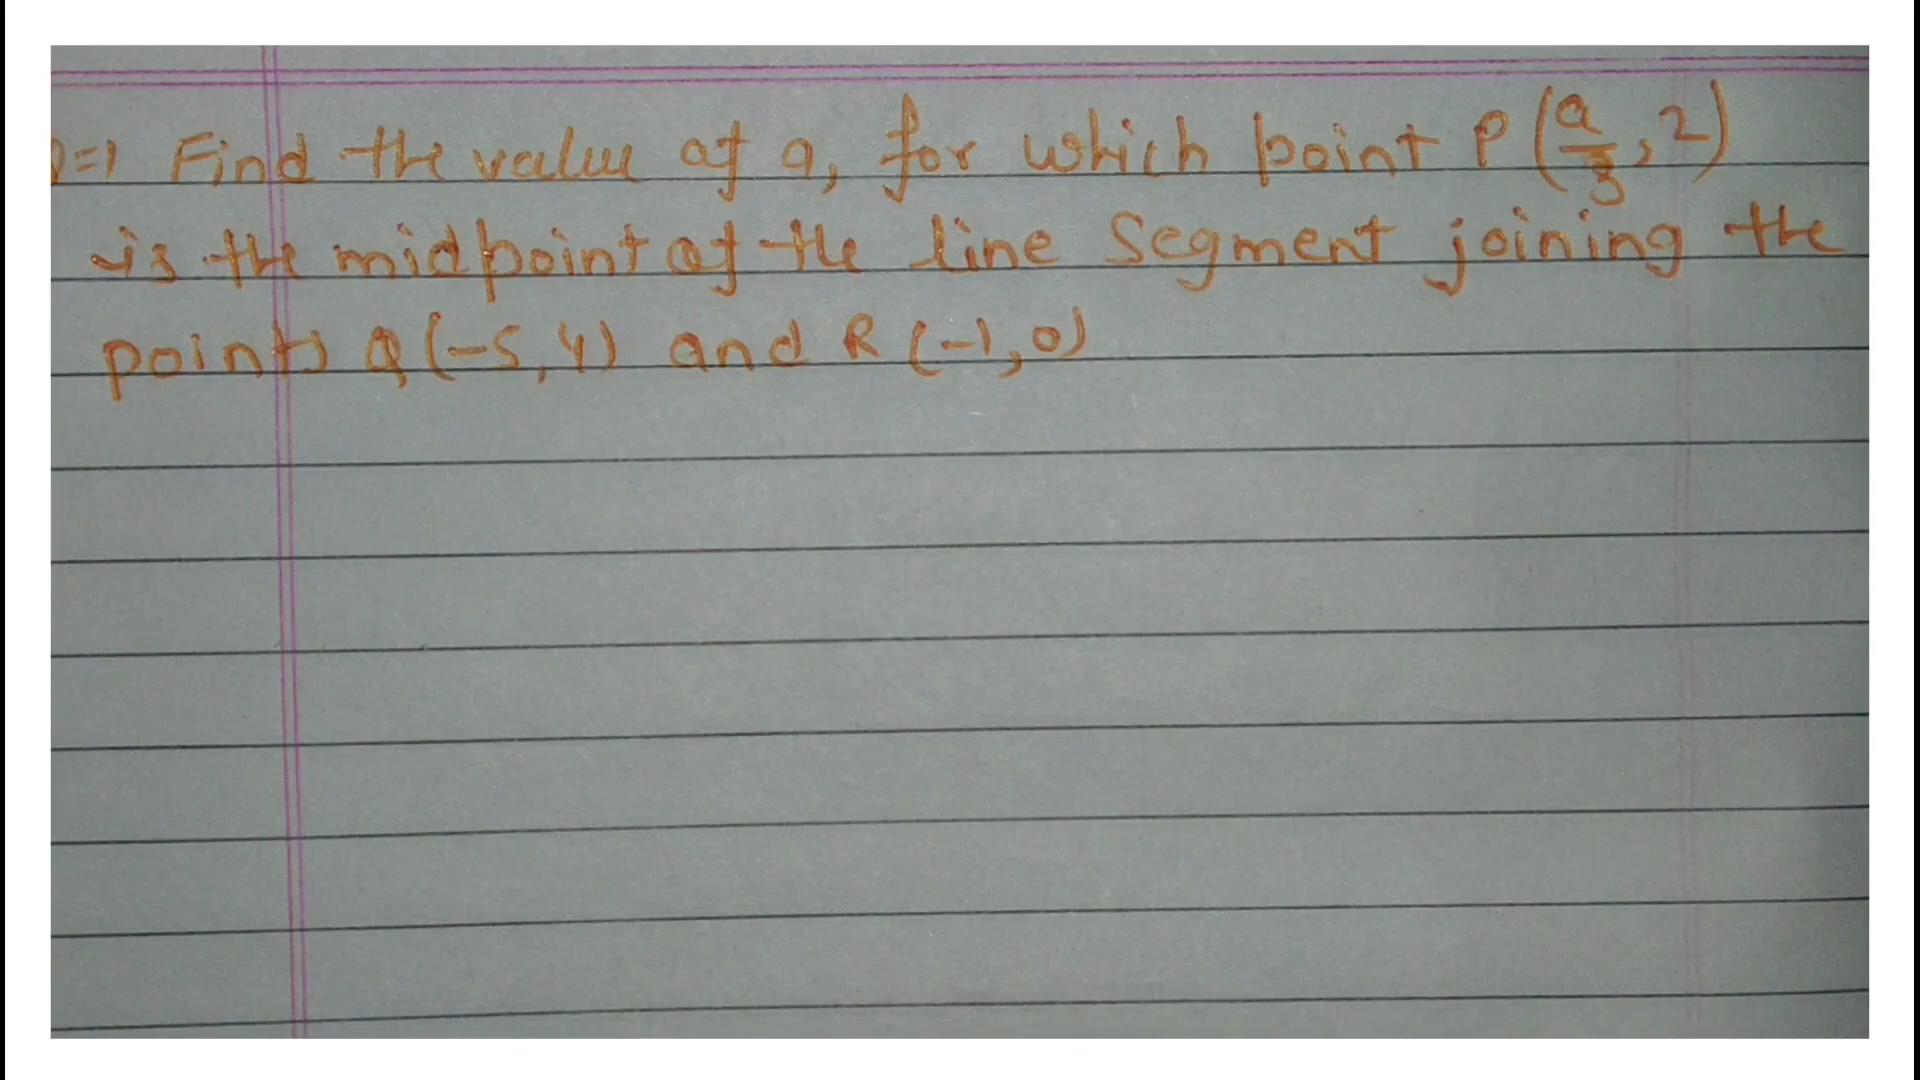 Q=1 Find the value of a, for which point P (a/3, 2)
is the midpoint of the line segment joining the
points Q (-5, 4) and R (-1, 0)